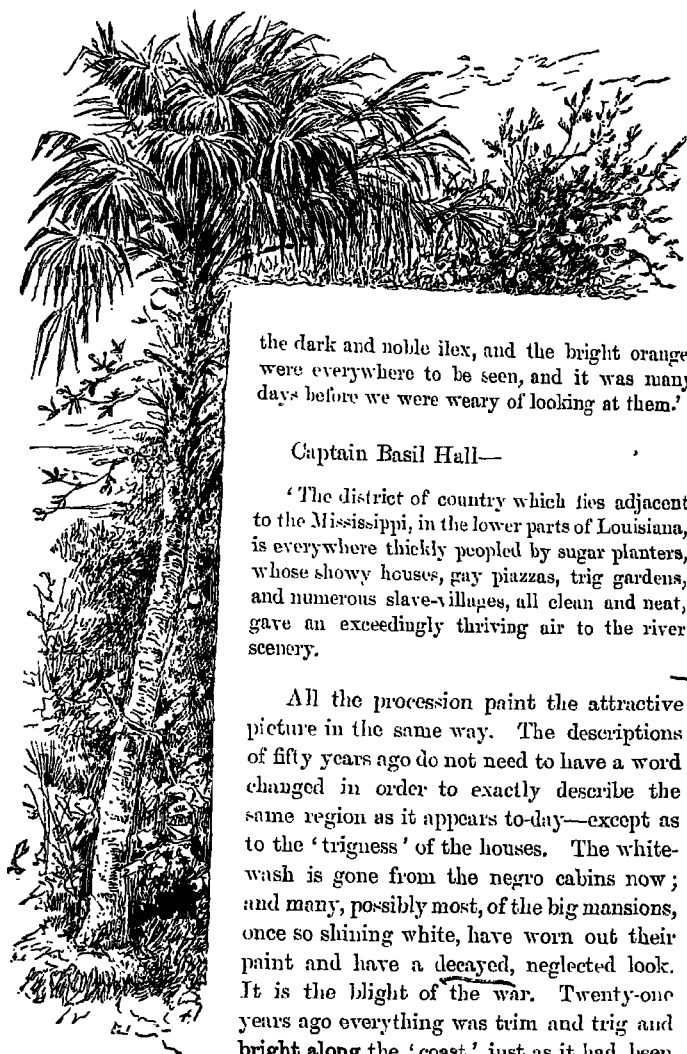 the dark and noble ilex, and the bright orange
were everywhere to be seen, and it was many
days before we were weary of looking at them.'
Captain Basil Hall—
'The district of country which lies adjacent
to the Mississippi, in the lower parts of Louisiana,
is everywhere thickly peopled by sugar planters,
whose showy houses, gay piazzas, trig gardens,
and numerous slave-villages, all clean and neat,
gave an exceedingly thriving air to the river
scenery.
All the procession paint the attractive
picture in the same way. The descriptions
of fifty years ago do not need to have a word
changed in order to exactly describe the
same region as it appears to-day—except as
to the 'trigness' of the houses. The white-
wash is gone from the negro cabins now;
and many, possibly most, of the big mansions,
once so shining white, have worn out their
paint and have a decayed, neglected look.
It is the blight of the war. Twenty-one
years ago everything was trim and trig and
bright along the 'coast,' just as it had been